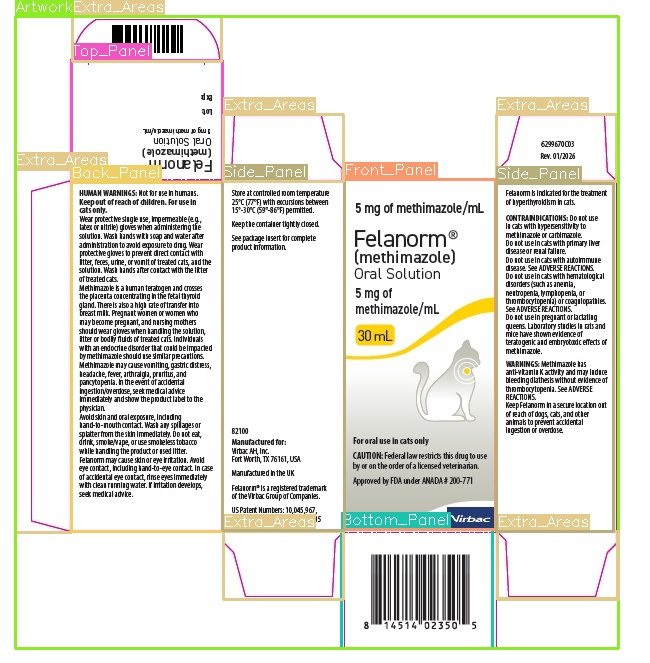 Artwork
Extra_Areas
Top_Panel
Exp.
Lot.
5 mg of methimazole/mL
Oral Solution
(methimazole)
Felanorm
Extra_Areas
Back_Panel
HUMAN WARNINGS: Not for use in humans.
Keep out of reach of children. For use in
cats only.
Wear protective single use, impermeable (e.g.,
latex or nitrile) gloves when administering the
solution. Wash hands with soap and water after
administration to avoid exposure to drug. Wear
protective gloves to prevent direct contact with
litter, feces, urine, or vomit of treated cats, and the
solution. Wash hands after contact with the litter
of treated cats.
Methimazole is a human teratogen and crosses
the placenta concentrating in the fetal thyroid
gland. There is also a high rate of transfer into
breast milk. Pregnant women or women who
may become pregnant, and nursing mothers
should wear gloves when handling the solution,
litter or bodily fluids of treated cats. Individuals
with an endocrine disorder that could be impacted
by methimazole should use similar precautions.
Methimazole may cause vomiting, gastric distress,
headache, fever, arthralgia, pruritus, and
pancytopenia. In the event of accidental
ingestion/overdose, seek medical advice
immediately and show the product label to the
physician.
Avoid skin and oral exposure, including
hand-to-mouth contact. Wash any spillages or
splatter from the skin immediately. Do not eat,
drink, smoke/vape, or use smokeless tobacco
while handling the product or used litter.
Felanorm may cause skin or eye irritation. Avoid
eye contact, including hand-to-eye contact. In case
of accidental eye contact, rinse eyes immediately
with clean running water. If irritation develops,
seek medical advice.
Extra_Areas
Side_Panel
Store at controlled room temperature
25°C (77°F) with excursions between
15°-30°C (59°-86°F) permitted.
Keep the container tightly closed.
See package insert for complete
product information.
82100
Manufactured for:
Virbac AH, Inc.
Fort Worth, TX 76161, USA
Manufactured in the UK
Felanorm® is a registered trademark
of the Virbac Group of Companies.
US Patent Numbers: 10,045,967,
Extra_Areas
Front_Panel
5 mg of methimazole/mL
Felanorm®
(methimazole)
Oral Solution
5 mg of
methimazole/mL
30 mL
For oral use in cats only
CAUTION: Federal law restricts this drug to use
by or on the order of a licensed veterinarian.
Approved by FDA under ANADA # 200-771
Virbac
Bottom_Panel
8 14514 02350 5
Extra_Areas
6299670C03
Rev. 01/2026
Side_Panel
Felanorm is indicated for the treatment
of hyperthyroidism in cats.
CONTRAINDICATIONS: Do not use
in cats with hypersensitivity to
methimazole or carbimazole.
Do not use in cats with primary liver
disease or renal failure.
Do not use in cats with autoimmune
disease. See ADVERSE REACTIONS.
Do not use in cats with hematological
disorders (such as anemia,
neutropenia, lymphopenia, or
thrombocytopenia) or coagulopathies.
See ADVERSE REACTIONS.
Do not use in pregnant or lactating
queens. Laboratory studies in rats and
mice have shown evidence of
teratogenic and embryotoxic effects of
methimazole.
WARNINGS: Methimazole has
anti-vitamin K activity and may induce
bleeding diathesis without evidence of
thrombocytopenia. See ADVERSE
REACTIONS.
Keep Felanorm in a secure location out
of reach of dogs, cats, and other
animals to prevent accidental
ingestion or overdose.
Extra_Areas